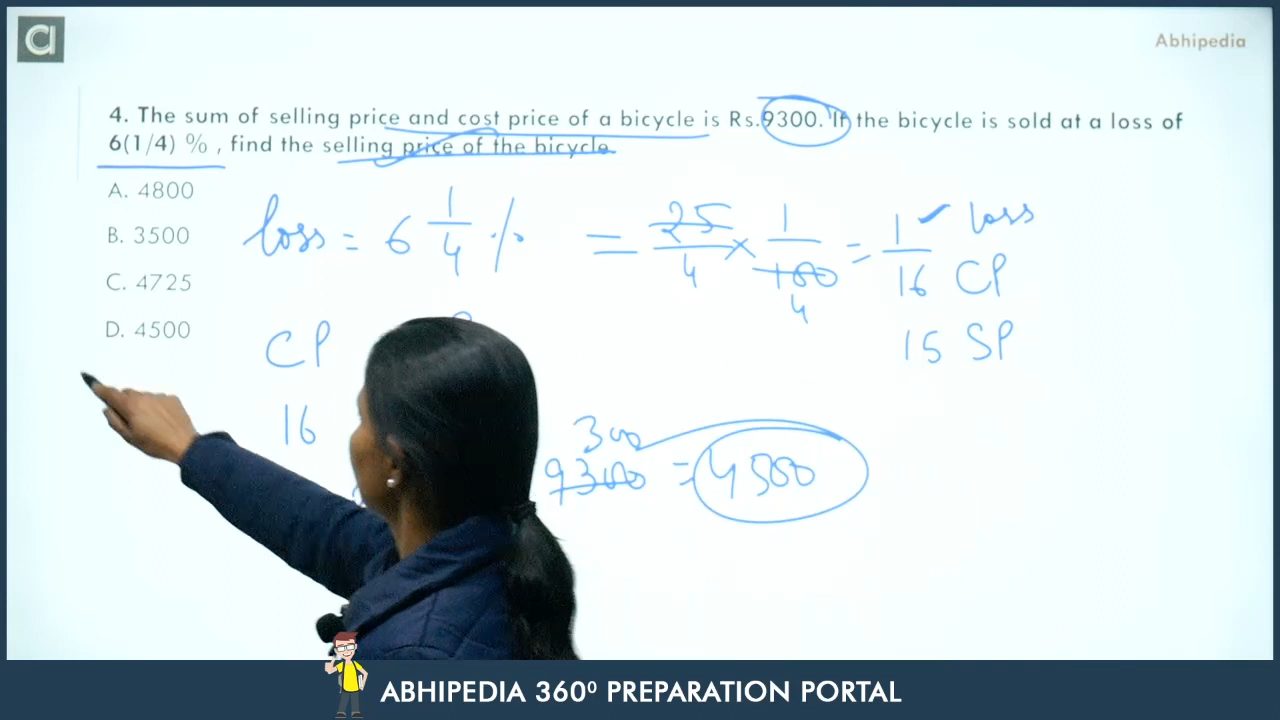 Abhipedia
4. The sum of selling price and cost price of a bicycle is Rs.9300. If the bicycle is sold at a loss of
6(1/4) % , find the selling price of the bicycle.
A. 4800
B. 3500
C. 4725
D. 4500
loss = 6 1/4 % = 25/4 × 1/100 = 1/16 loss
4
CP
15 SP
CP
16
300
9300 = 4500
ABHIPEDIA 360⁰ PREPARATION PORTAL